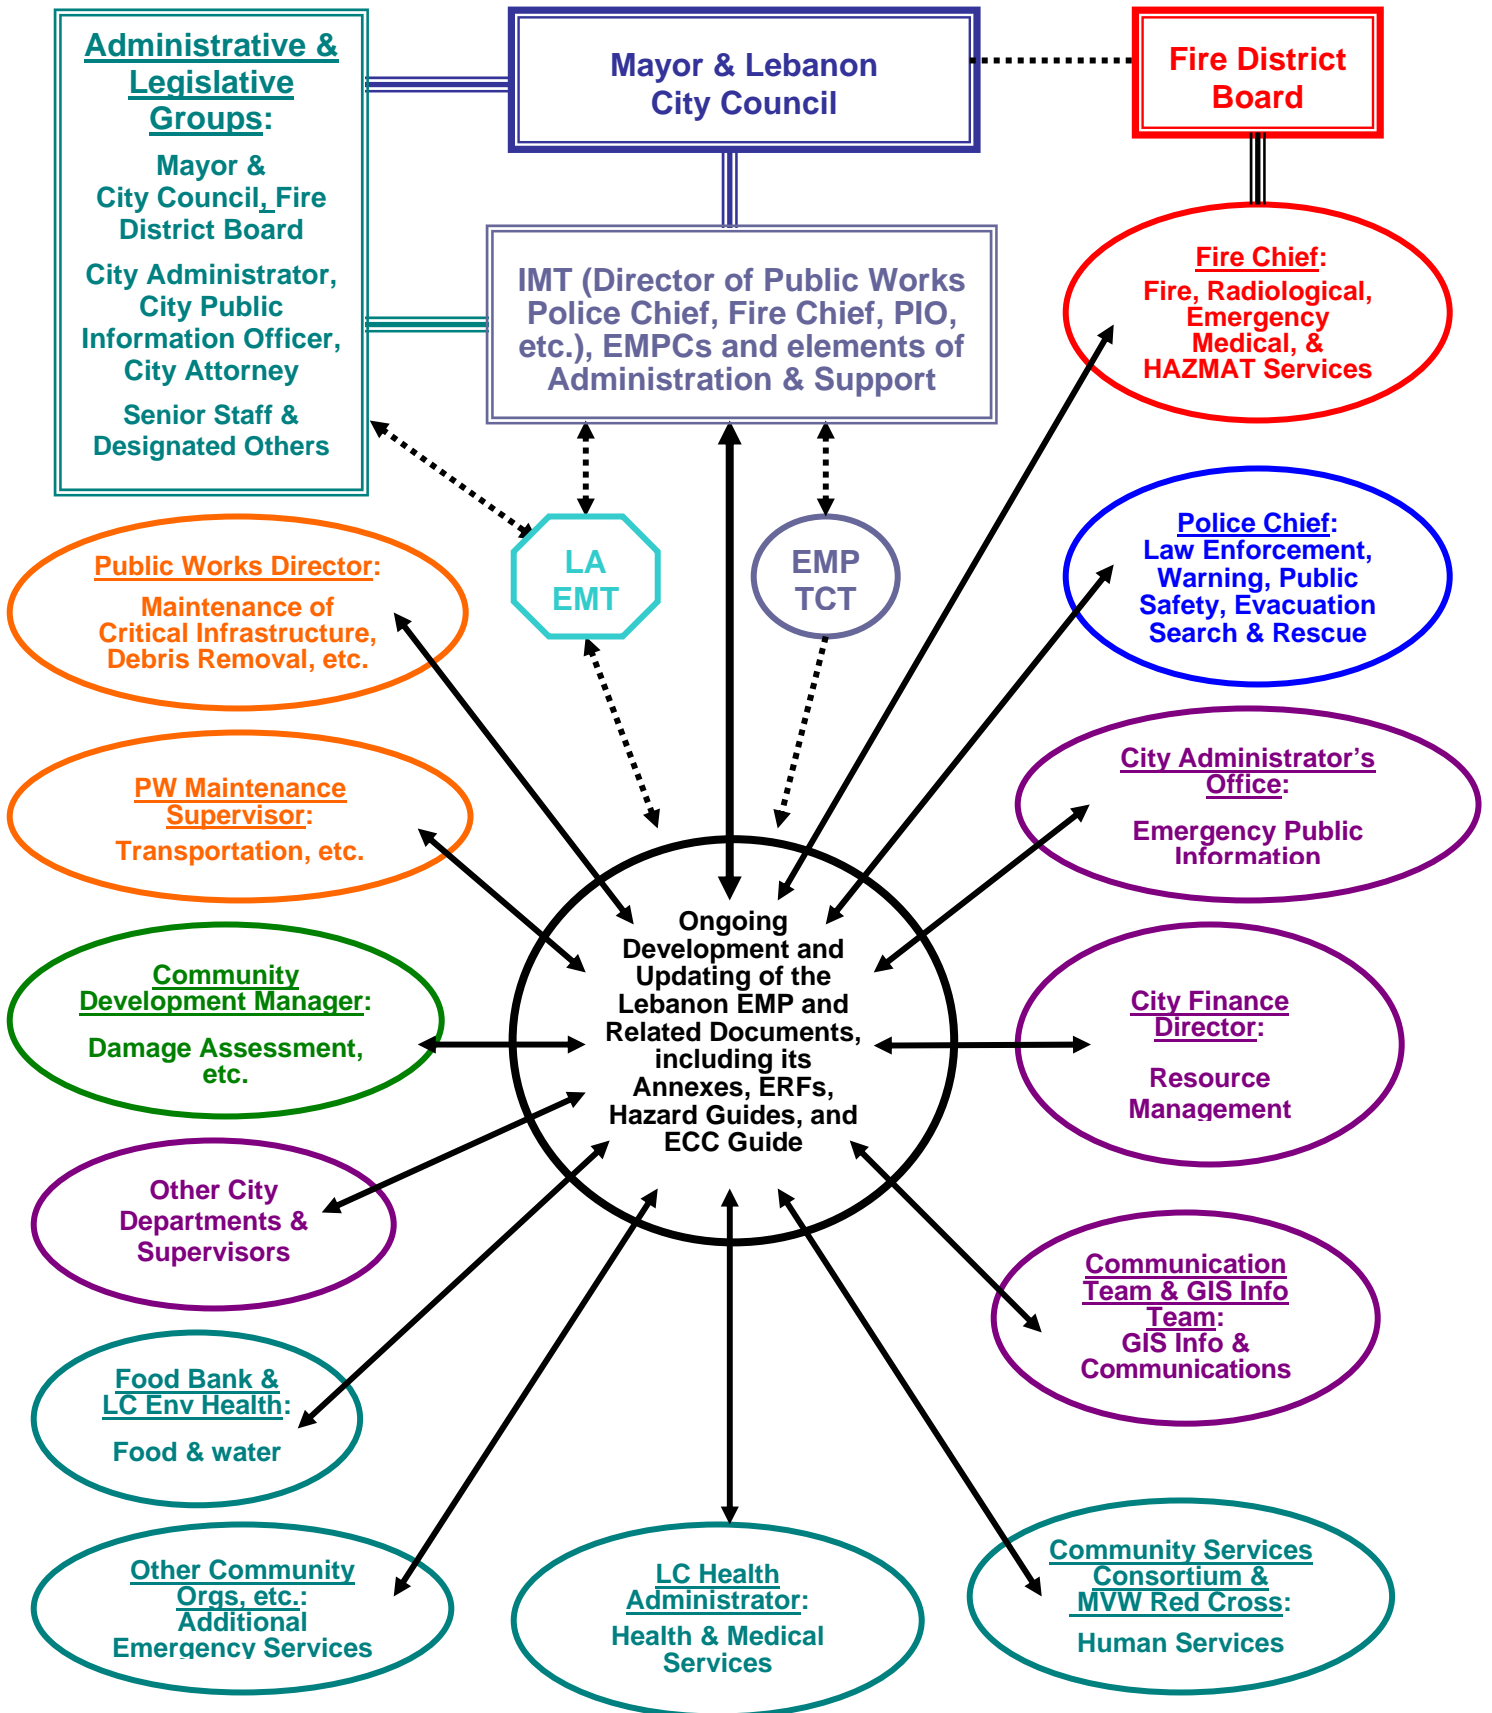 Administrative &
Legislative
Groups:
Mayor &
City Council, Fire
District Board
City Administrator,
City Public
Information Officer,
City Attorney
Senior Staff &
Designated Others
Mayor & Lebanon
City Council
Fire District
Board
IMT (Director of Public Works
Police Chief, Fire Chief, PIO,
etc.), EMPCs and elements of
Administration & Support
Fire Chief:
Fire, Radiological,
Emergency
Medical, &
HAZMAT Services
LA
EMT
EMP
TCT
Police Chief:
Law Enforcement,
Warning, Public
Safety, Evacuation
Search & Rescue
Public Works Director:
Maintenance of
Critical Infrastructure,
Debris Removal, etc.
City Administrator's
Office:
Emergency Public
Information
PW Maintenance
Supervisor:
Transportation, etc.
Ongoing
Development and
Updating of the
Lebanon EMP and
Related Documents,
including its
Annexes, ERFs,
Hazard Guides, and
ECC Guide
Community
Development Manager:
Damage Assessment,
etc.
City Finance
Director:
Resource
Management
Other City
Departments &
Supervisors
Communication
Team & GIS Info
Team:
GIS Info &
Communications
Food Bank &
LC Env Health:
Food & water
Other Community
Orgs, etc.:
Additional
Emergency Services
LC Health
Administrator:
Health & Medical
Services
Community Services
Consortium &
MVW Red Cross:
Human Services